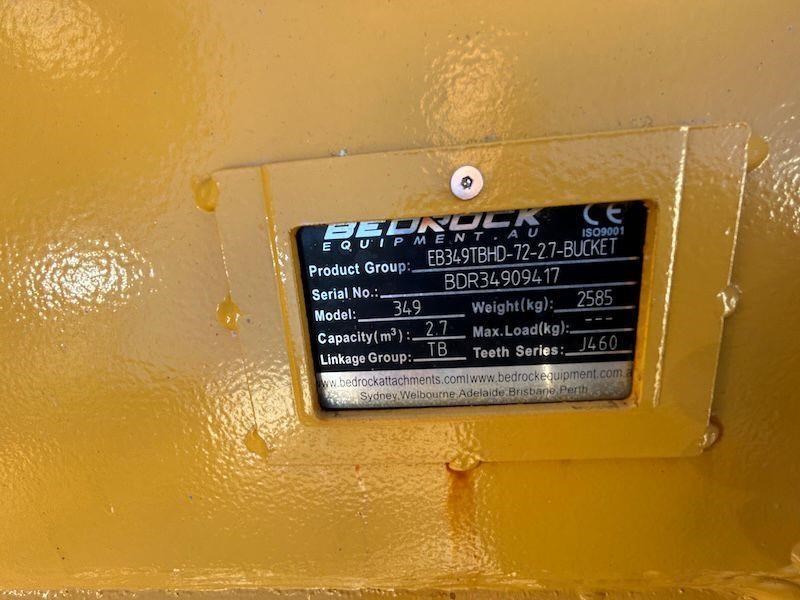 BEDROCK
EQUIPMENT.AU
CE
ISO9001
Product Group: EB349TBHD-72-2.7-BUCKET
Serial No.: BDR34909417
Model: 349 Weight(kg): 2585
Capacity(m³): 2.7 Max.Load(kg): ---
Linkage Group: TB Teeth Series: J460
www.bedrockattachments.com|www.bedrockequipment.com.a
Sydney,Welbourne,Adelaide,Brisbane,Perth